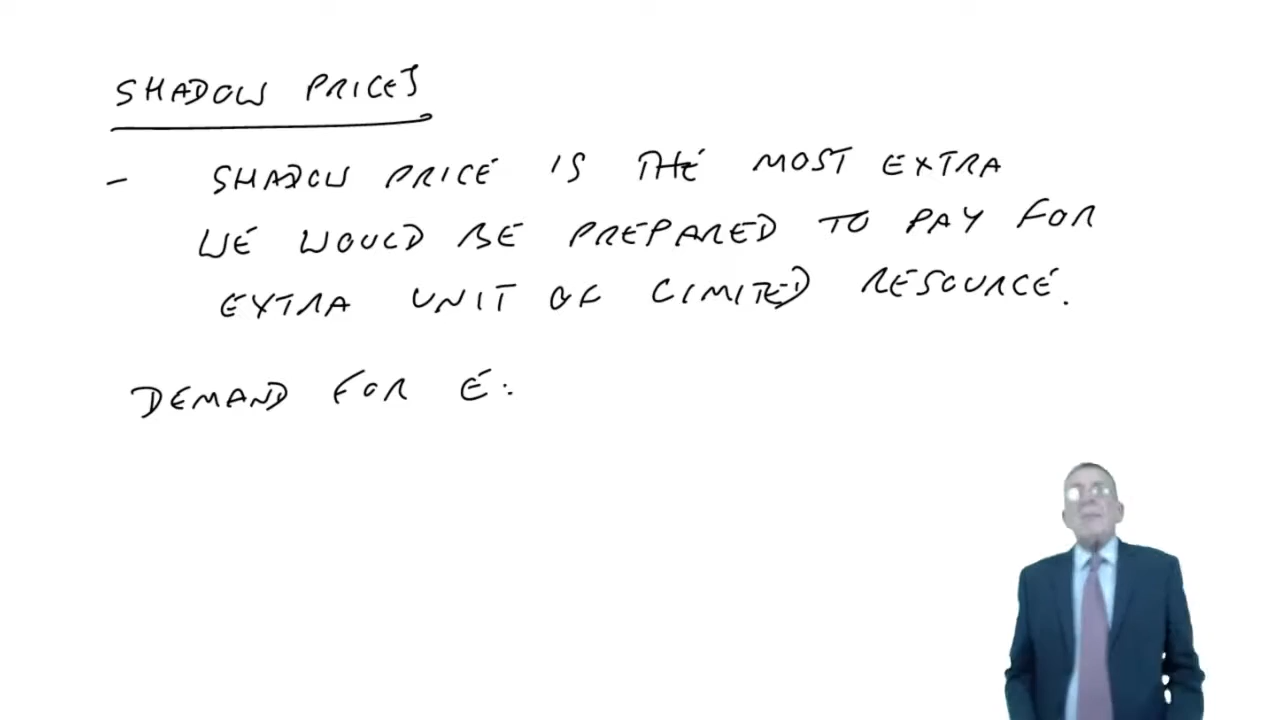 SHADOW PRICES
- SHADOW PRICE IS THE MOST EXTRA
WE WOULD BE PREPARED TO PAY FOR
EXTRA UNIT OF LIMITED RESOURCE.
DEMAND FOR E: